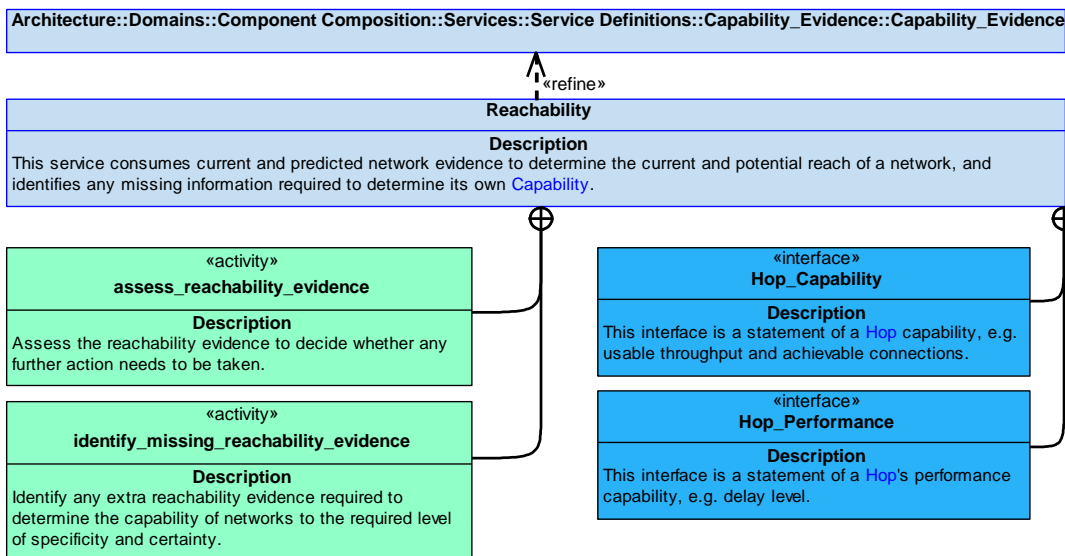 Architecture::Domains::Component Composition::Services::Service Definitions::Capability_Evidence::Capability_Evidence
«refine»
Reachability
Description
This service consumes current and predicted network evidence to determine the current and potential reach of a network, and
identifies any missing information required to determine its own Capability.
«activity»
assess_reachability_evidence
Description
Assess the reachability evidence to decide whether any
further action needs to be taken.
«interface»
Hop_Capability
Description
This interface is a statement of a Hop capability, e.g.
usable throughput and achievable connections.
«activity»
identify_missing_reachability_evidence
Description
Identify any extra reachability evidence required to
determine the capability of networks to the required level
of specificity and certainty.
«interface»
Hop_Performance
Description
This interface is a statement of a Hop's performance
capability, e.g. delay level.